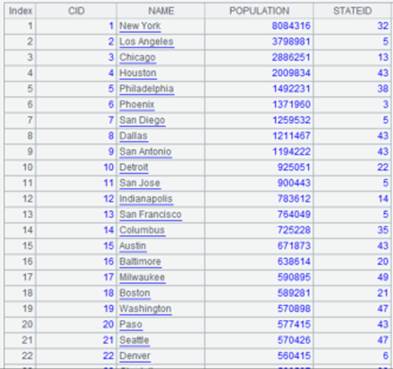 Index CID NAME POPULATION STATEID
1 1 New York 8084316 32
2 2 Los Angeles 3798981 5
3 3 Chicago 2886251 13
4 4 Houston 2009834 43
5 5 Philadelphia 1492231 38
6 6 Phoenix 1371960 3
7 7 San Diego 1259532 5
8 8 Dallas 1211467 43
9 9 San Antonio 1194222 43
10 10 Detroit 925051 22
11 11 San Jose 900443 5
12 12 Indianapolis 783612 14
13 13 San Francisco 764049 5
14 14 Columbus 725228 35
15 15 Austin 671873 43
16 16 Baltimore 638614 20
17 17 Milwaukee 590895 49
18 18 Boston 589281 21
19 19 Washington 570898 47
20 20 Paso 577415 43
21 21 Seattle 570426 47
22 22 Denver 560415 6